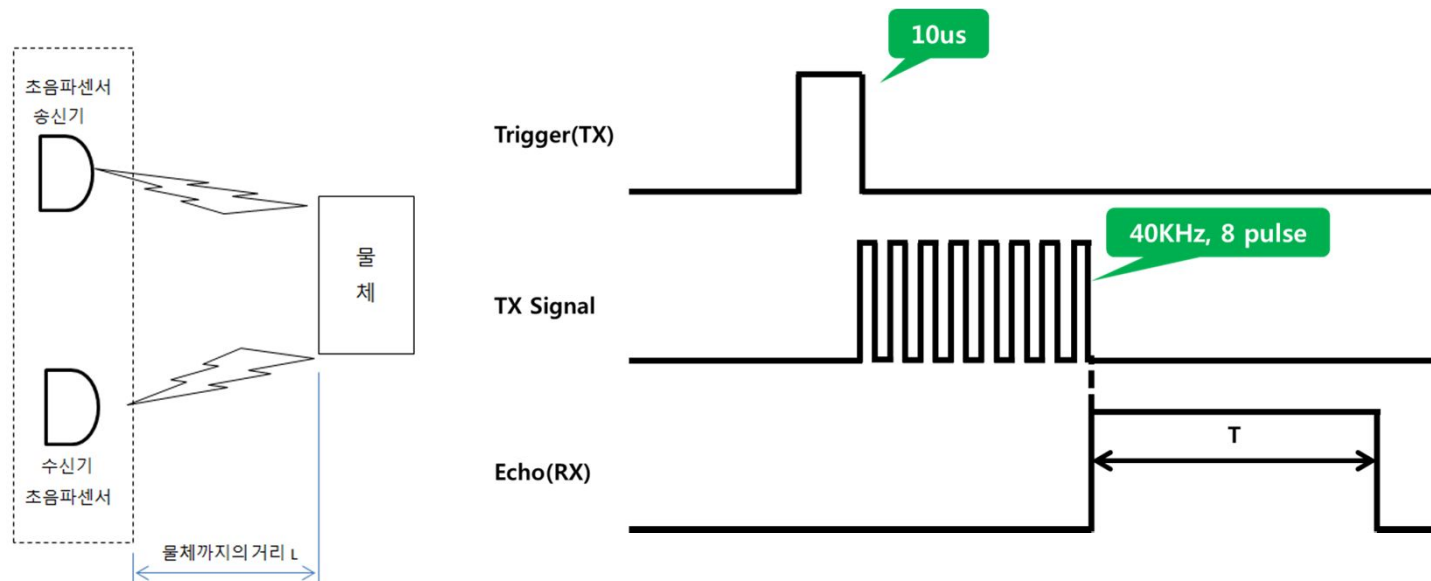 초음파센서
송신기
물
체
수신기
초음파센서
물체까지의 거리 L
10us
Trigger(TX)
40KHz, 8 pulse
TX Signal
T
Echo(RX)